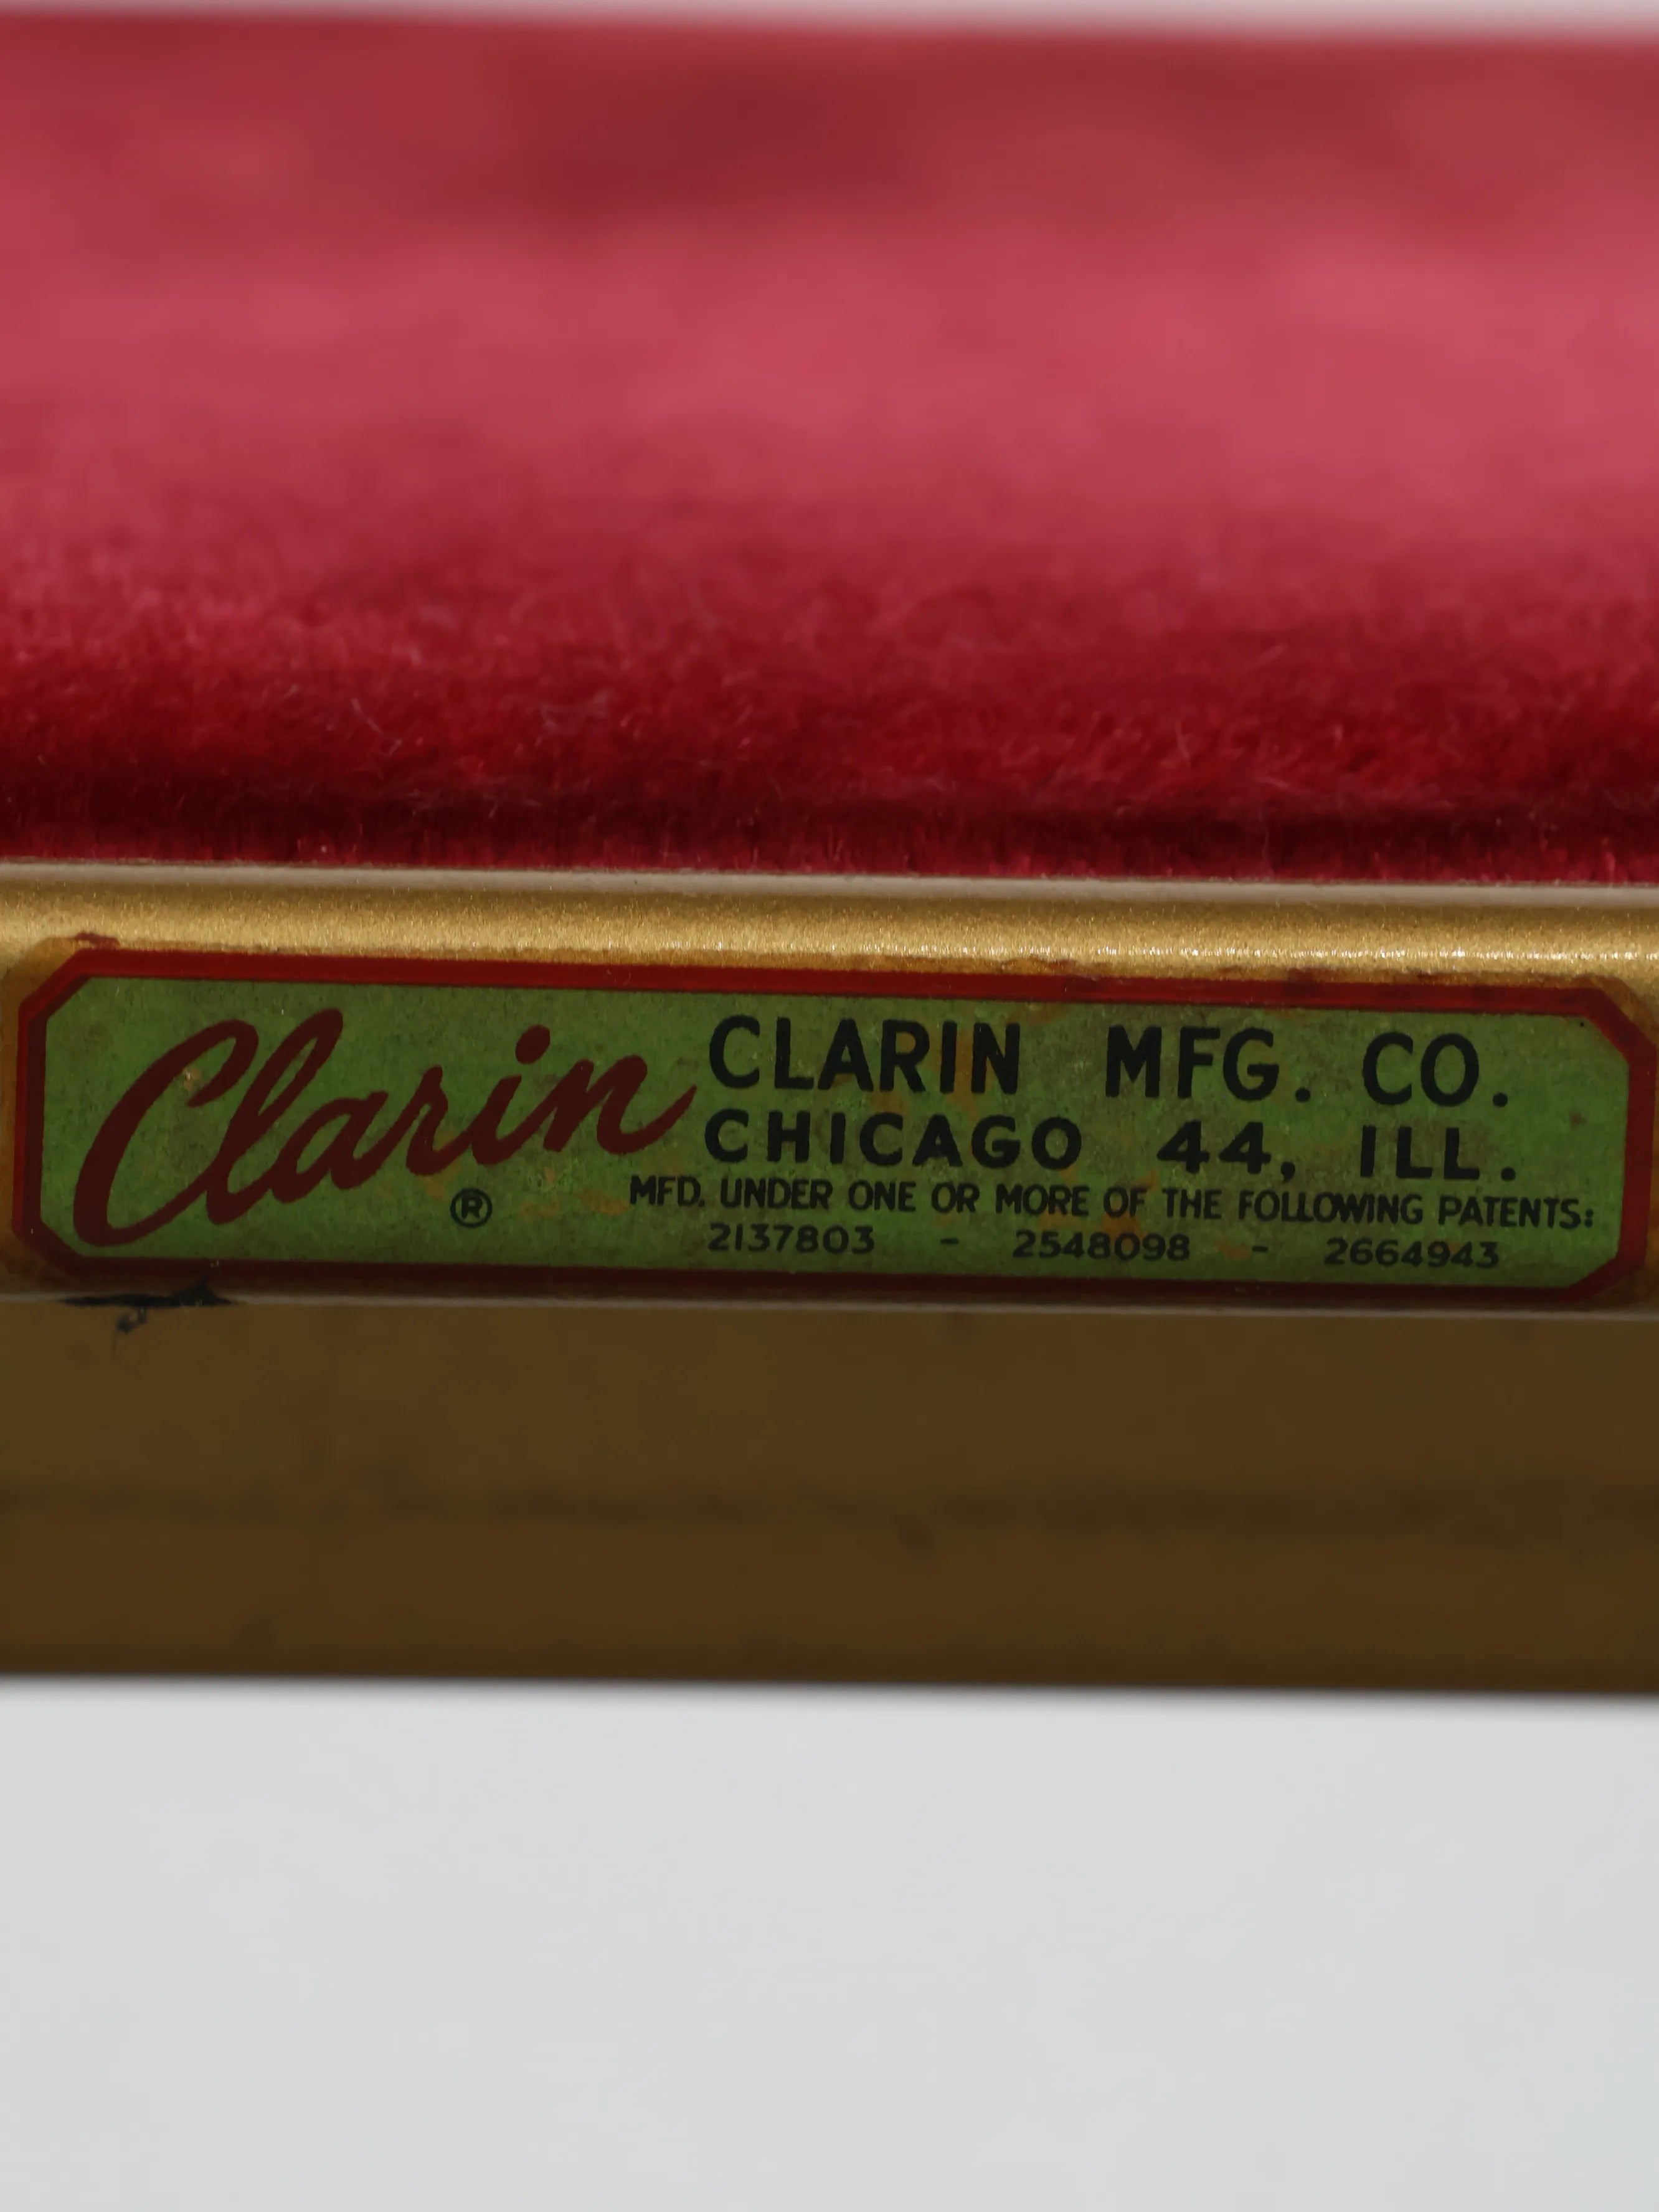 Clarin
®
CLARIN MFG. CO.
CHICAGO 44, ILL.
MFD. UNDER ONE OR MORE OF THE FOLLOWING PATENTS:
2137803 - 2548098 - 2664943